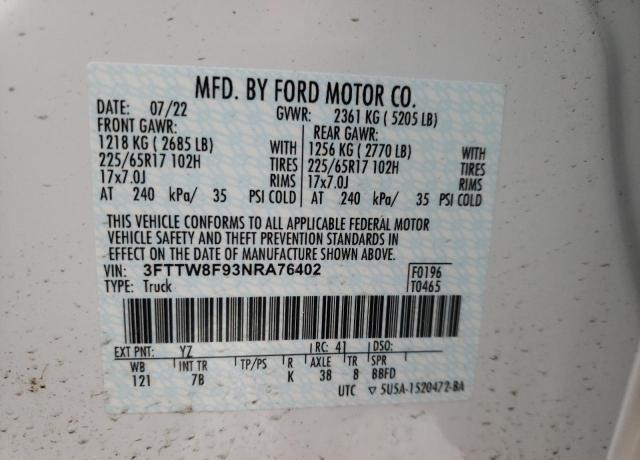 MFD. BY FORD MOTOR CO.
DATE: 07/22 GVWR: 2361 KG ( 5205 LB)
FRONT GAWR: REAR GAWR:
1218 KG ( 2685 LB) WITH 1256 KG ( 2770 LB) WITH
225/65R17 102H TIRES 225/65R17 102H TIRES
17x7.0J RIMS 17x7.0J RIMS
AT 240 kPa/ 35 PSI COLD AT 240 kPa/ 35 PSI COLD
THIS VEHICLE CONFORMS TO ALL APPLICABLE FEDERAL MOTOR
VEHICLE SAFETY AND THEFT PREVENTION STANDARDS IN
EFFECT ON THE DATE OF MANUFACTURE SHOWN ABOVE.
VIN: 3FTTW8F93NRA76402 F0196
TYPE: Truck T0465
EXT PNT: YZ RC: 41 DSO:
WB INT TR TP/PS R AXLE TR SPR
121 7B K 38 8 BBFD
UTC ▽ 5U5A-1520472-BA